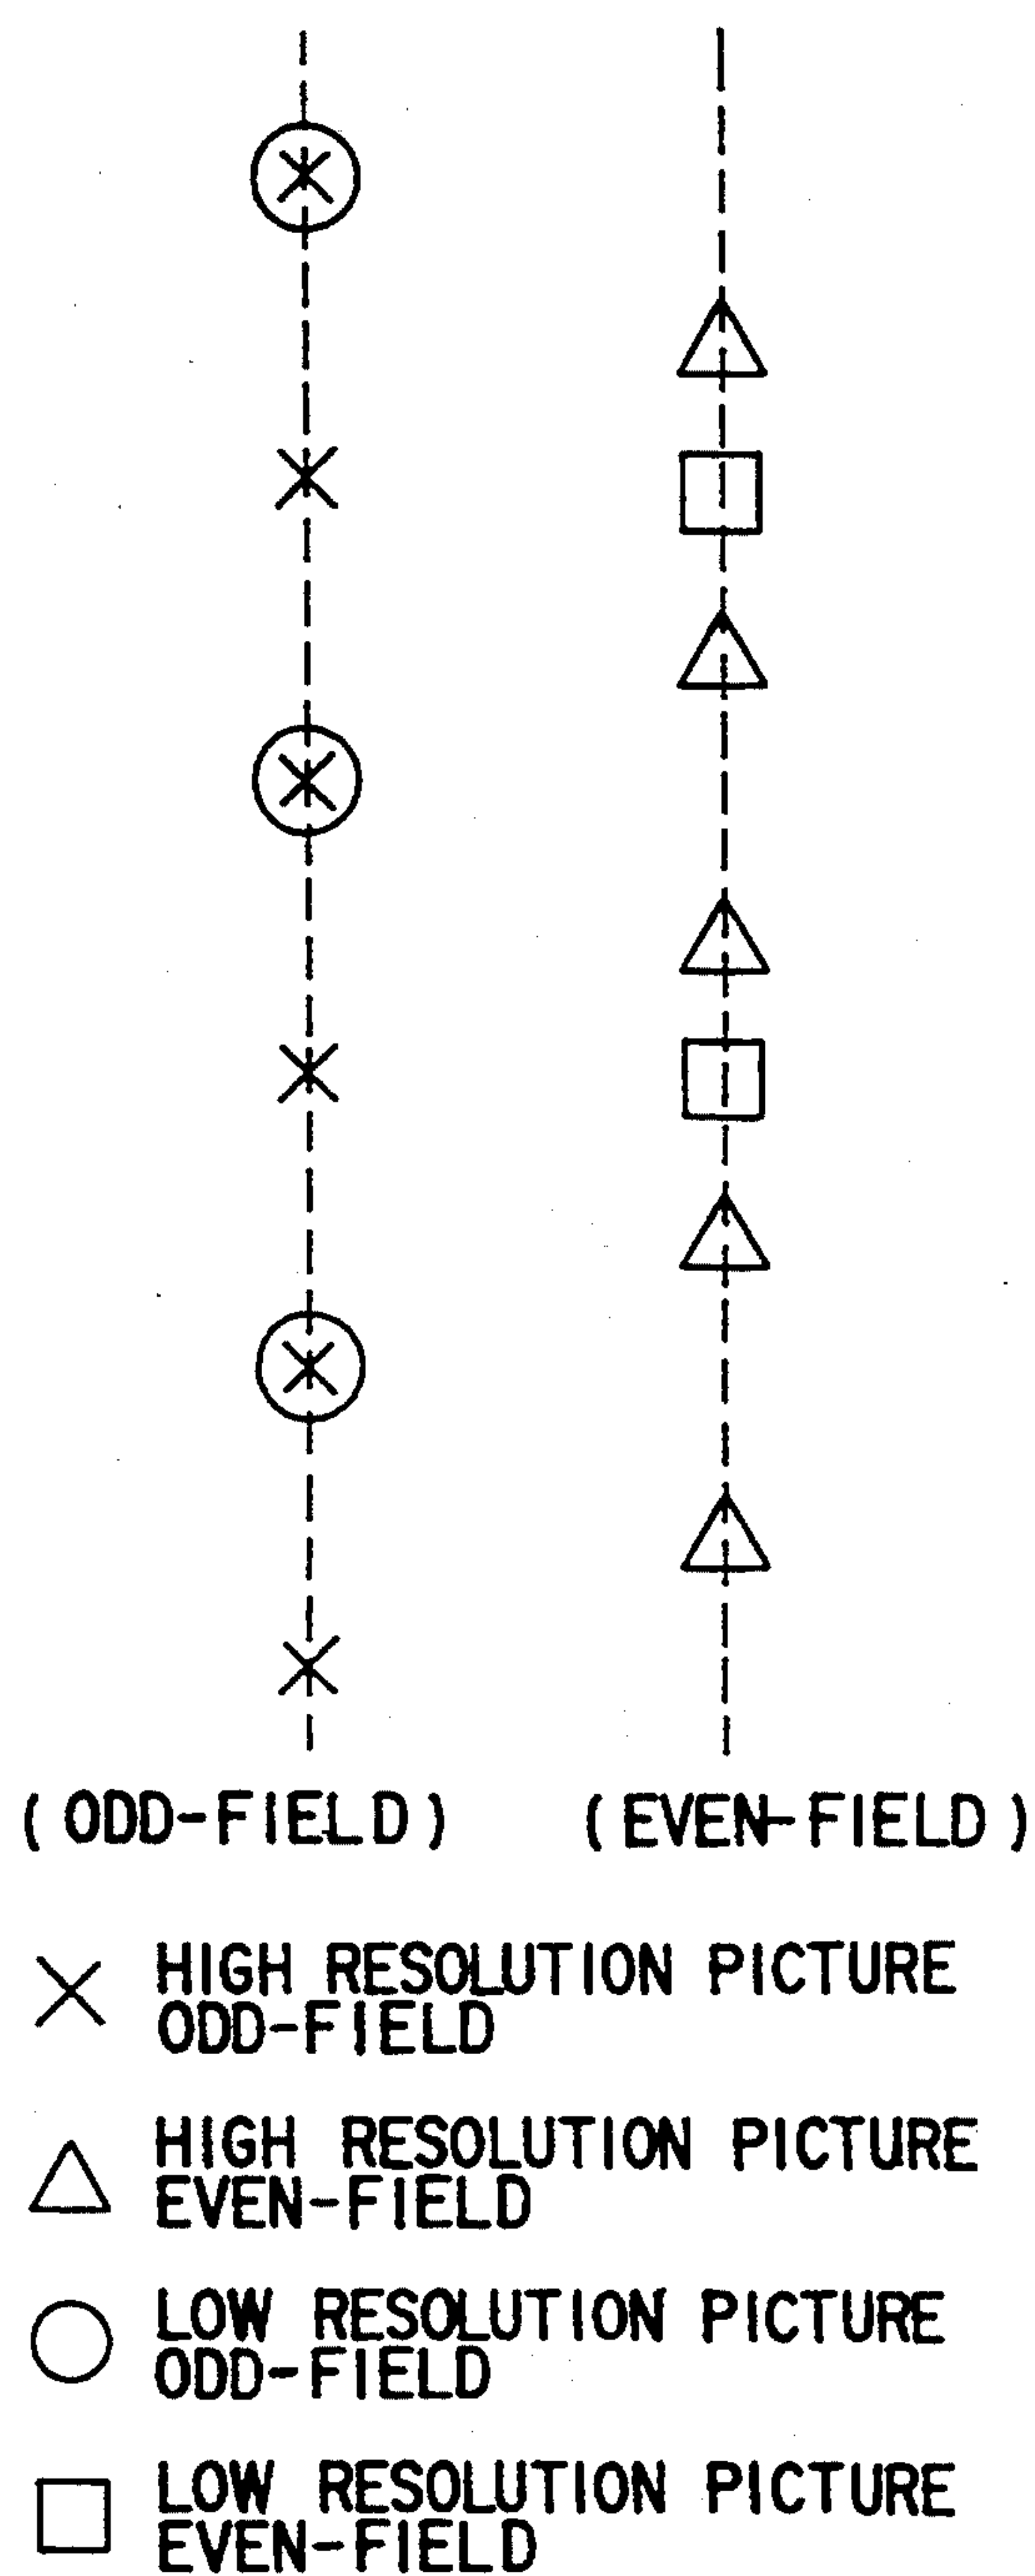 (ODD-FIELD) (EVEN-FIELD)
HIGH RESOLUTION PICTURE
ODD-FIELD
HIGH RESOLUTION PICTURE
EVEN-FIELD
LOW RESOLUTION PICTURE
ODD-FIELD
LOW RESOLUTION PICTURE
EVEN-FIELD